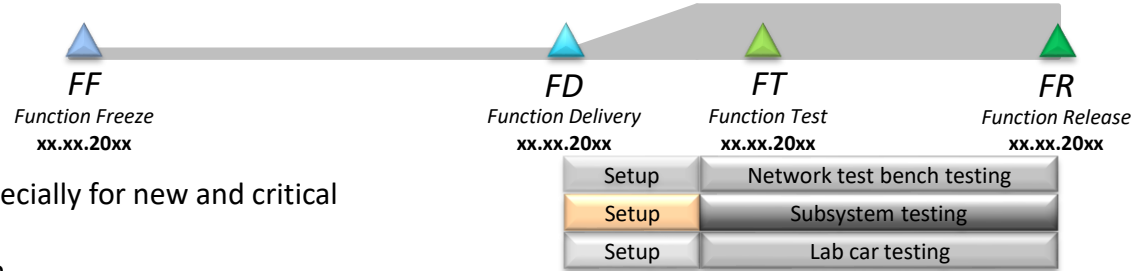 FF FD FT FR
Function Freeze Function Delivery Function Test Function Release
xx.xx.20xx xx.xx.20xx xx.xx.20xx xx.xx.20xx
Setup Network test bench testing
ecially for new and critical
Setup Subsystem testing
Setup Lab car testing